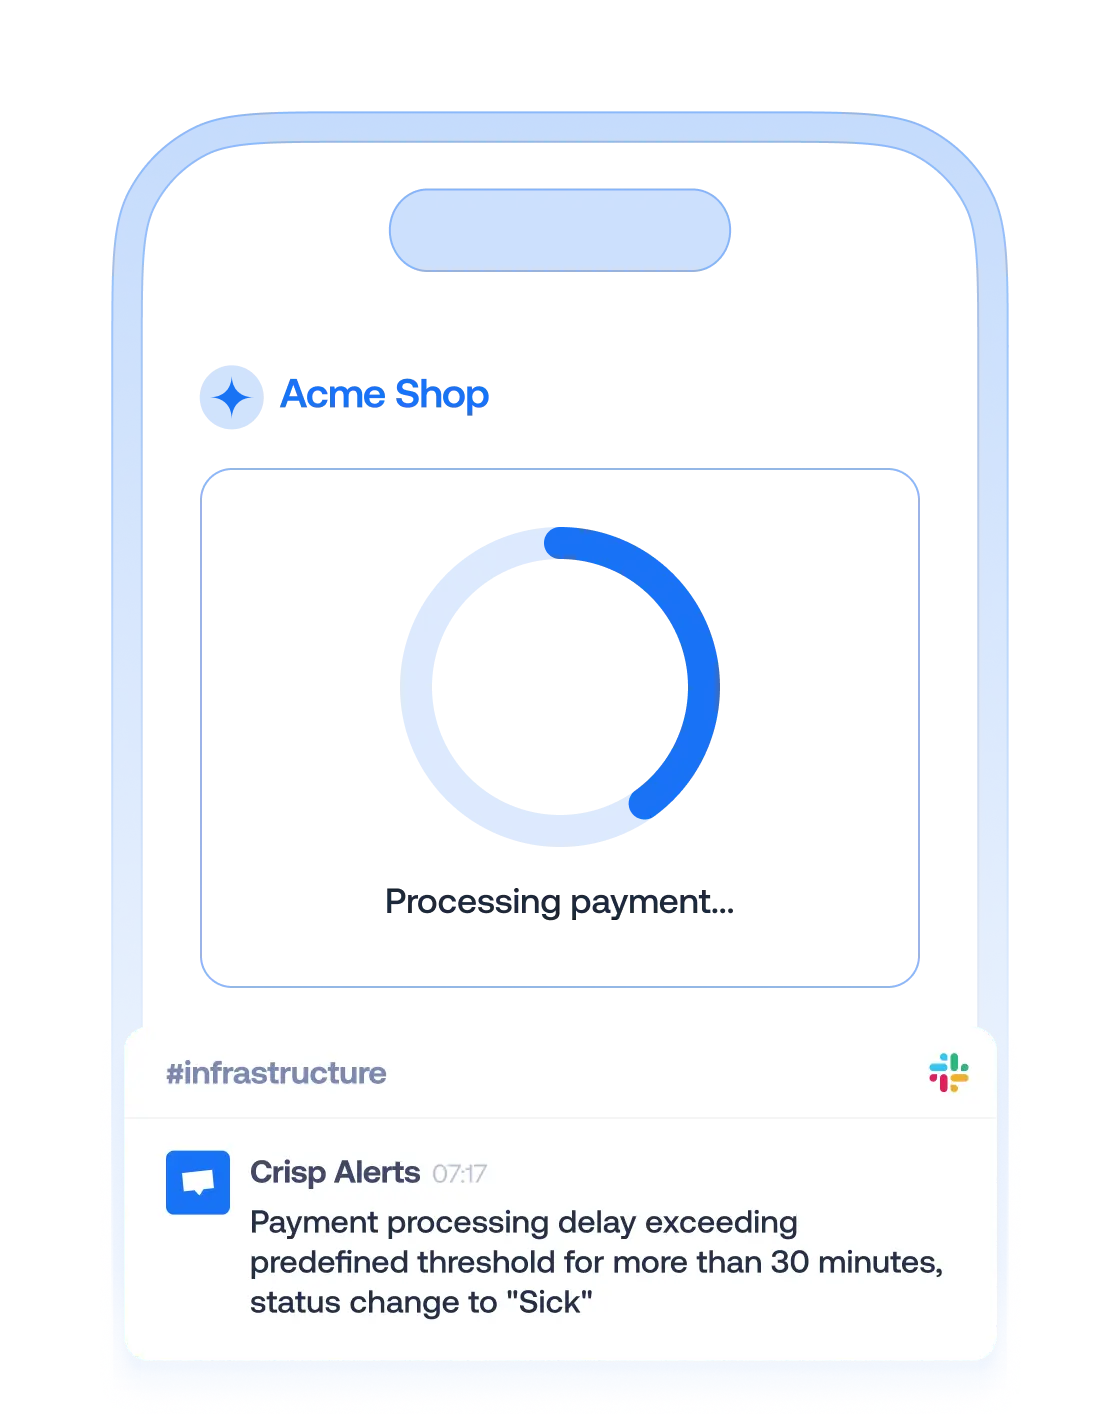 Acme Shop
Processing payment...
#infrastructure
Crisp Alerts 07:17
Payment processing delay exceeding
predefined threshold for more than 30 minutes,
status change to "Sick"